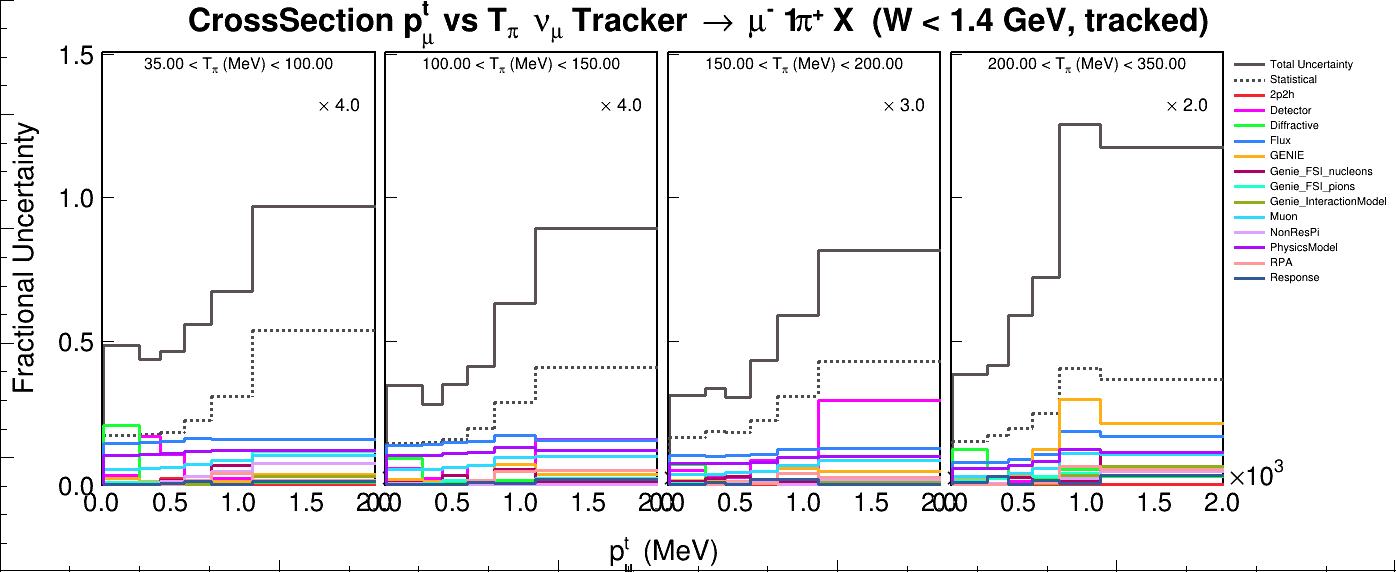 CrossSection p_μ^t vs T_π ν_μ Tracker → μ^- 1π^+ X (W < 1.4 GeV, tracked)
35.00 < T_π (MeV) < 100.00
× 4.0
100.00 < T_π (MeV) < 150.00
× 4.0
150.00 < T_π (MeV) < 200.00
× 3.0
200.00 < T_π (MeV) < 350.00
× 2.0
Total Uncertainty
Statistical
2p2h
Detector
Diffractive
Flux
GENIE
Genie_FSI_nucleons
Genie_FSI_pions
Genie_InteractionModel
Muon
NonResPi
PhysicsModel
RPA
Response
Fractional Uncertainty
1.5
1.0
0.5
0.0
0.0 0.5 1.0 1.5 2.0
0.0 0.5 1.0 1.5 2.0
0.0 0.5 1.0 1.5 2.0
0.0 0.5 1.0 1.5 2.0
×10^3
p_μ^t (MeV)